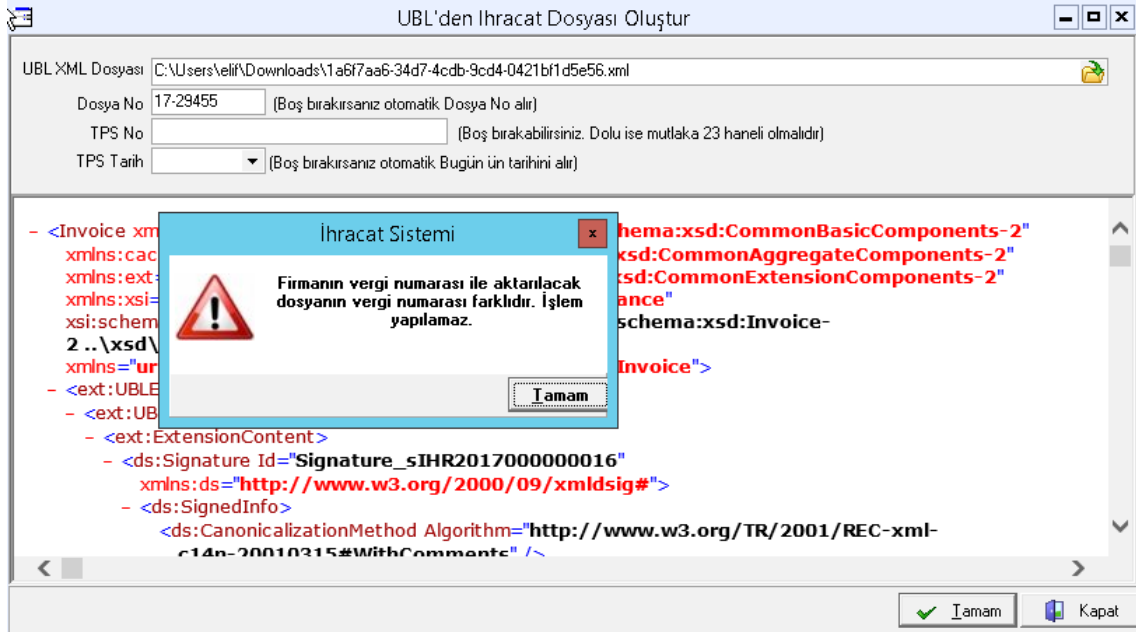 UBL'den Ihracat Dosyası Oluştur
UBL XML Dosyası C:\Users\elif\Downloads\1a6f7aa6-34d7-4cdb-9cd4-0421bf1d5e56.xml
Dosya No 17-29455 (Boş bırakırsanız otomatik Dosya No alır)
TPS No (Boş bırakabilirsiniz. Dolu ise mutlaka 23 haneli olmalıdır)
TPS Tarih (Boş bırakırsanız otomatik Bugün ün tarihini alır)
- <Invoice xm hema:xsd:CommonBasicComponents-2"
xmlns:cac xsd:CommonAggregateComponents-2"
xmlns:ext: xsd:CommonExtensionComponents-2"
xmlns:xsi= ance"
xsi:schem schema:xsd:Invoice-
2 ..\xsd\
xmlns="ur Invoice">
İhracat Sistemi
Firmanın vergi numarası ile aktarılacak
dosyanın vergi numarası farklıdır. İşlem
yapılamaz.
Tamam
- <ext:UBLE
- <ext:UB
- <ext:ExtensionContent>
- <ds:Signature Id="Signature_sIHR2017000000016"
xmlns:ds="http://www.w3.org/2000/09/xmldsig#">
- <ds:SignedInfo>
<ds:CanonicalizationMethod Algorithm="http://www.w3.org/TR/2001/REC-xml-
c14n-20010315#WithComments" />
Tamam Kapat